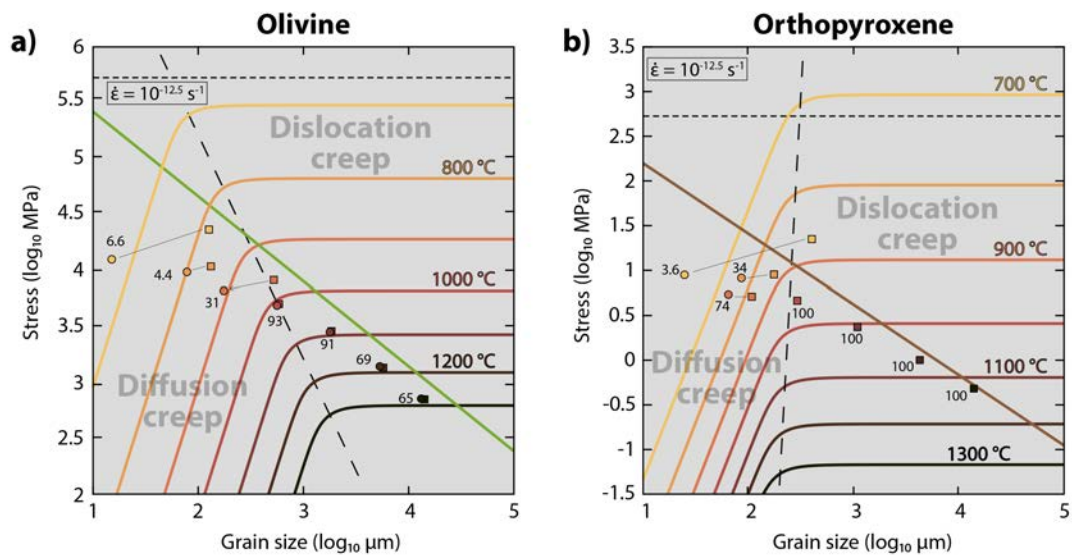 Olivine
a)
6
5.5
5
4.5
4
3.5
3
2.5
2
Stress (log₁₀ MPa)
ε̇ = 10⁻¹²·⁵ s⁻¹
Dislocation
creep
800 °C
1000 °C
1200 °C
Diffusion
creep
6.6
4.4
31
93
91
69
65
1
2
3
4
5
Grain size (log₁₀ μm)
Orthopyroxene
b)
3.5
3
2.5
2
1.5
1
0.5
0
-0.5
-1
-1.5
Stress (log₁₀ MPa)
ε̇ = 10⁻¹²·⁵ s⁻¹
700 °C
Dislocation
creep
900 °C
1100 °C
1300 °C
Diffusion
creep
3.6
34
74
100
100
100
100
1
2
3
4
5
Grain size (log₁₀ μm)